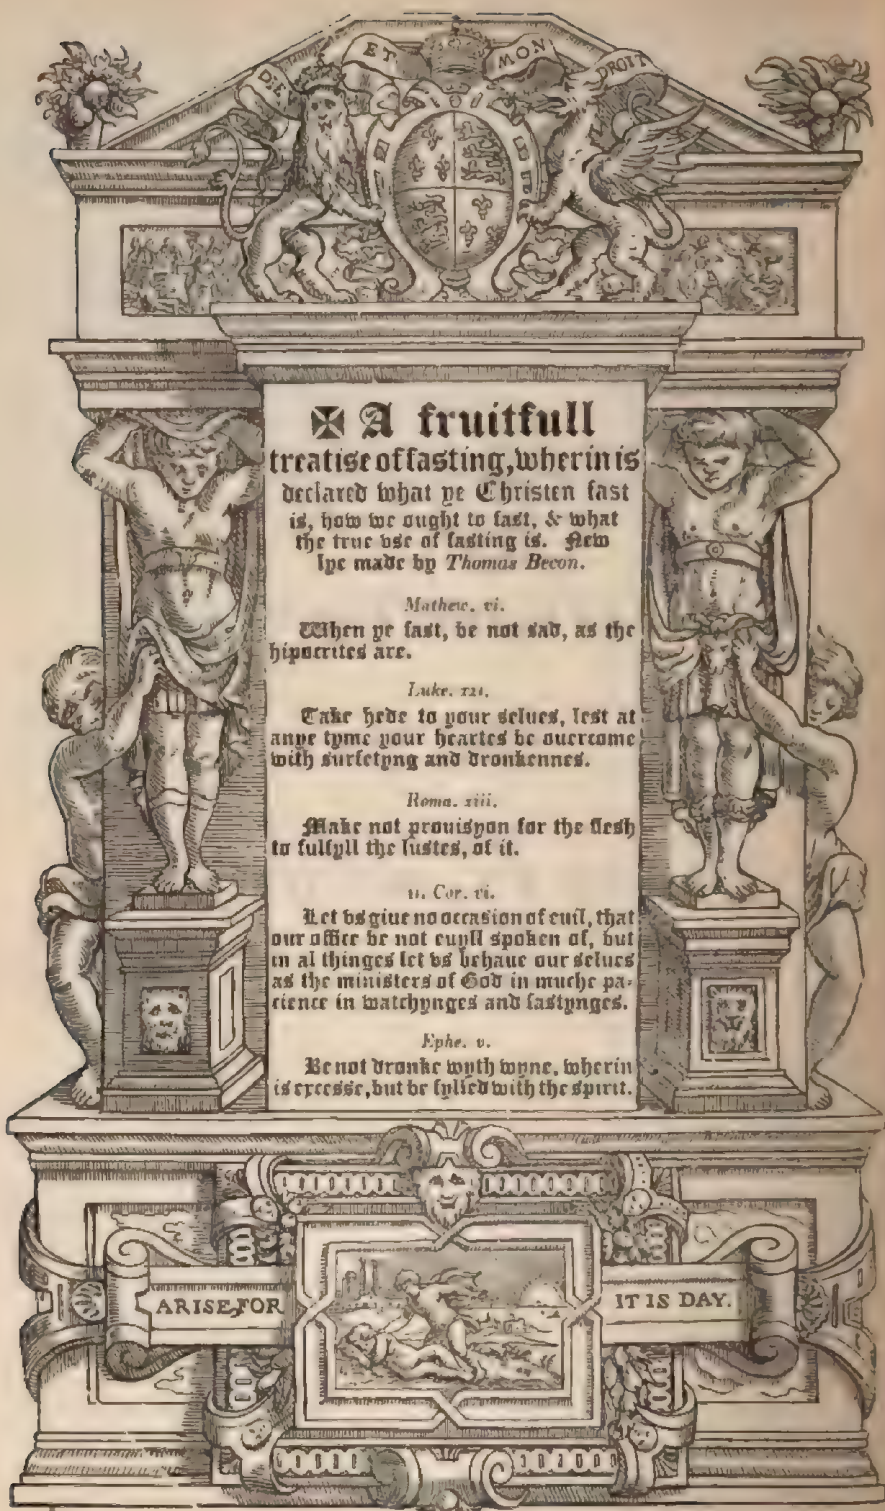 DIE ET MON DROIT
✠ A fruitfull
treatise of fasting, wherin is
declared what ye Christen fast
is, how we ought to fast, & what
the true vse of fasting is. New
lye made by Thomas Becon.
Mathew. vi.
When ye fast, be not sad, as the
hipocrites are.
Luke. xxi.
Take hede to your selues, lest at
anye tyme your heartes be ouercome
with surfetyng and dronkennes.
Roma. xiii.
Make not prouisyon for the flesh
to fulfyll the lustes, of it.
ii. Cor. vi.
Let vs giue no occasion of euil, that
our office be not euyll spoken of, but
in al thinges let vs behaue our selues
as the ministers of God in muche pa-
cience in watchynges and fastynges.
Ephe. v.
Be not dronke wyth wyne, wherin
is excesse, but be fylled with the spirit.
ARISE, FOR IT IS DAY.